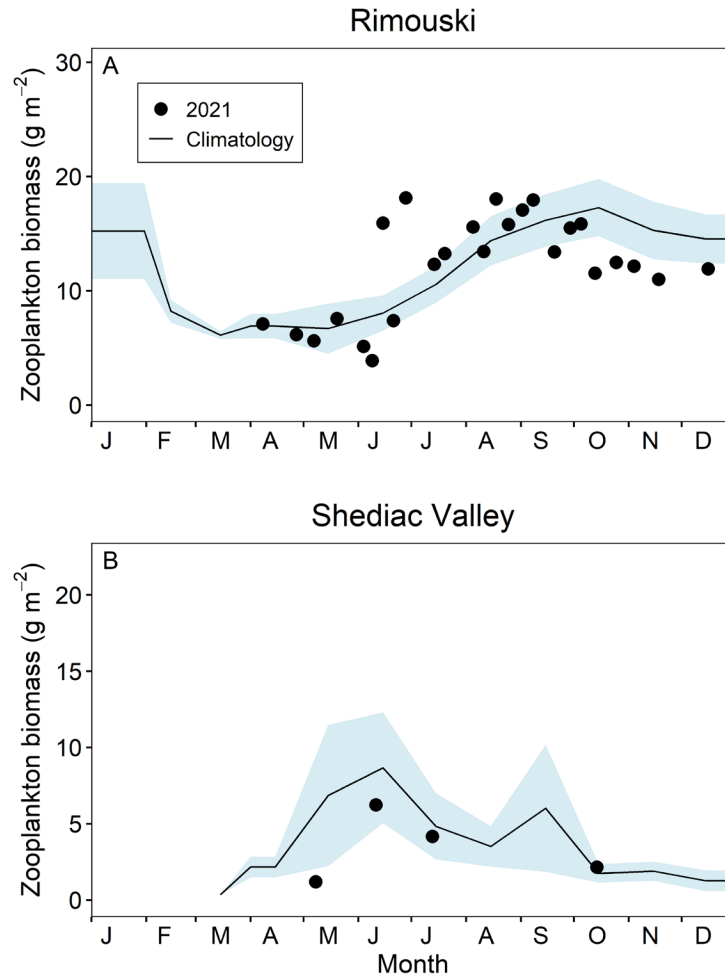 Rimouski
A
2021
Climatology
Zooplankton biomass (g m⁻²)
30
20
10
0
J F M A M J J A S O N D
Shediac Valley
B
Zooplankton biomass (g m⁻²)
20
15
10
5
0
J F M A M J J A S O N D
Month